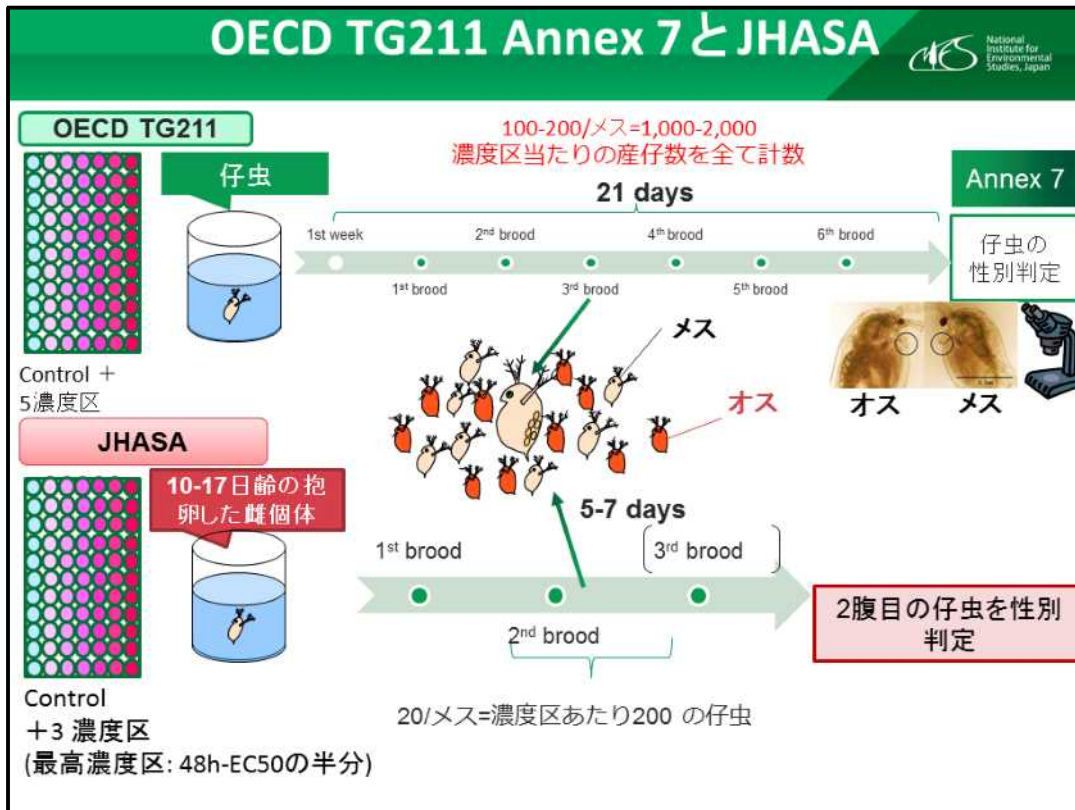 OECD TG211 Annex 7とJHASA
National
Institute for
Environmental
Studies, Japan
OECD TG211
仔虫
100-200/メス=1,000-2,000
濃度区当たりの産仔数を全て計数
21 days
1st week
2nd brood
4th brood
6th brood
1st brood
3rd brood
5th brood
Annex 7
仔虫の
性別判定
オス
メス
メス
オス
Control +
5濃度区
JHASA
10-17日齢の抱
卵した雌個体
5-7 days
1st brood
3rd brood
2nd brood
2腹目の仔虫を性別
判定
20/メス=濃度区あたり200 の仔虫
Control
+3 濃度区
(最高濃度区: 48h-EC50の半分)